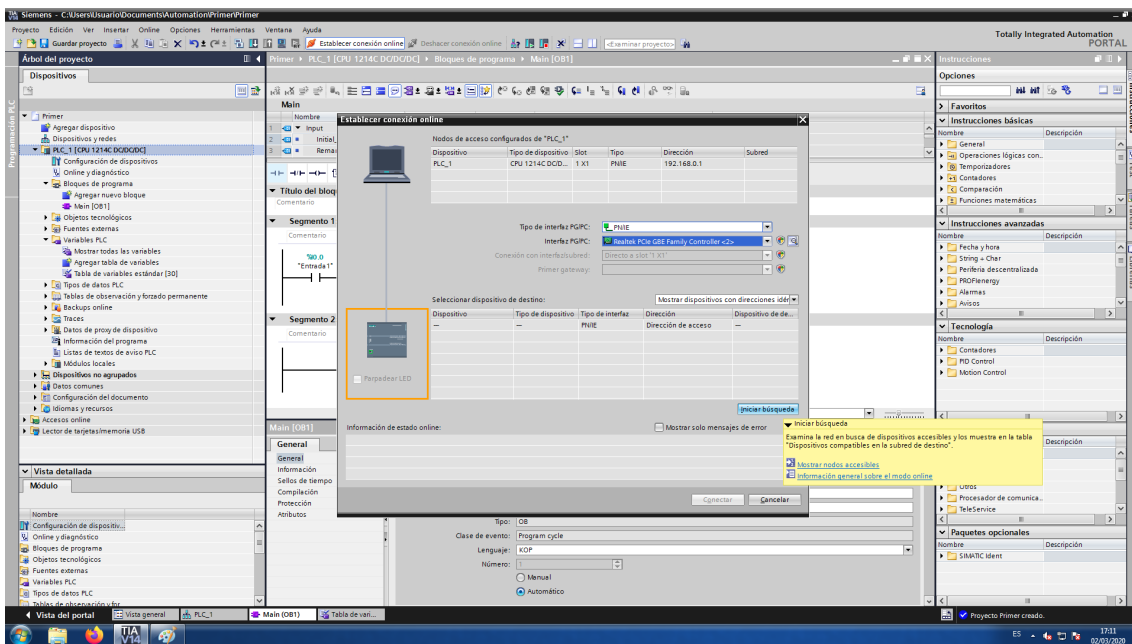 Siemens - C:\Users\Usuario\Documents\Automation\Primer\Primer
Proyecto Edición Ver Insertar Online Opciones Herramientas Ventana Ayuda
Guardar proyecto
Establecer conexión online
Deshacer conexión online
<Examinar proyecto>
Totally Integrated Automation
PORTAL
Árbol del proyecto
Primer ▸ PLC_1 [CPU 1214C DC/DC/DC] ▸ Bloques de programa ▸ Main [OB1]
Instrucciones
Dispositivos
Opciones
Programación PLC
Primer
Agregar dispositivo
Dispositivos y redes
PLC_1 [CPU 1214C DC/DC/DC]
Configuración de dispositivos
Online y diagnóstico
Bloques de programa
Agregar nuevo bloque
Main [OB1]
Objetos tecnológicos
Fuentes externas
Variables PLC
Mostrar todas las variables
Agregar tabla de variables
Tabla de variables estándar [30]
Tipos de datos PLC
Tablas de observación y forzado permanente
Backups online
Traces
Datos de proxy de dispositivo
Información del programa
Listas de textos de aviso PLC
Módulos locales
Dispositivos no agrupados
Datos comunes
Configuración del documento
Idiomas y recursos
Accesos online
Lector de tarjetas/memoria USB
Vista detallada
Módulo
Nombre
Configuración de dispositiv...
Online y diagnóstico
Bloques de programa
Objetos tecnológicos
Fuentes externas
Variables PLC
Tipos de datos PLC
Tablas de observación y for...
Main
Nombre
1 Input
2 Initial_
3 Rema
Título del bloq
Comentario
Segmento 1
Comentario
%I0.0
"Entrada1"
Segmento 2
Comentario
Establecer conexión online
Nodos de acceso configurados de "PLC_1"
Dispositivo Tipo de dispositivo Slot Tipo Dirección Subred
PLC_1 CPU 1214C DC/D... 1 X1 PN/IE 192.168.0.1
Tipo de interfaz PG/PC: PN/IE
Interfaz PG/PC: Realtek PCIe GBE Family Controller <2>
Conexión con interfaz/subred: Directo a slot '1 X1'
Primer gateway:
Seleccionar dispositivo de destino:
Mostrar dispositivos con direcciones idén
Dispositivo Tipo de dispositivo Tipo de interfaz Dirección Dispositivo de de...
— — PN/IE Dirección de acceso —
Parpadear LED
Iniciar búsqueda
Información de estado online:
Mostrar solo mensajes de error
Conectar
Cancelar
Iniciar búsqueda
Examina la red en busca de dispositivos accesibles y los muestra en la tabla
"Dispositivos compatibles en la subred de destino".
Mostrar nodos accesibles
Información general sobre el modo online
Main [OB1]
General
General
Información
Sellos de tiempo
Compilación
Protección
Atributos
Tipo: OB
Clase de evento: Program cycle
Lenguaje: KOP
Número: 1
Manual
Automático
Favoritos
Instrucciones básicas
Nombre Descripción
General
Operaciones lógicas con...
Temporizadores
Contadores
Comparación
Funciones matemáticas
Instrucciones avanzadas
Nombre Descripción
Fecha y hora
String + Char
Periferia descentralizada
PROFIenergy
Alarmas
Avisos
Tecnología
Nombre Descripción
Contadores
PID Control
Motion Control
Descripción
Otros
Procesador de comunica...
TeleService
Paquetes opcionales
Nombre Descripción
SIMATIC Ident
Vista del portal
Vista general
PLC_1
Main (OB1)
Tabla de vari...
Proyecto Primer creado.
TIA V14
ES
17:11
02/03/2020